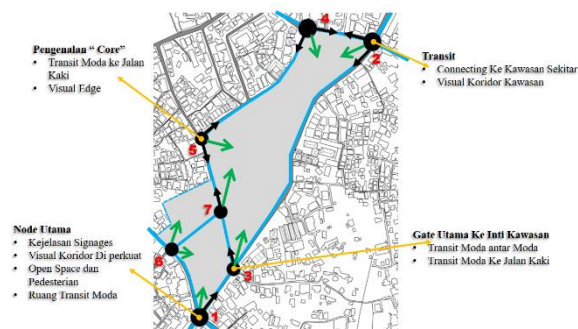 4
Pengenalan “ Core”
• Transit Moda ke Jalan
Kaki
• Visual Edge
2
Transit
• Connecting Ke Kawasan Sekitar
• Visual Koridor Kawasan
5
7
Node Utama
• Kejelasan Signages
• Visual Koridor Di perkuat
• Open Space dan
Pedesterian
• Ruang Transit Moda
6
3
Gate Utama Ke Inti Kawasan
• Transit Moda antar Moda
• Transit Moda Ke Jalan Kaki
1